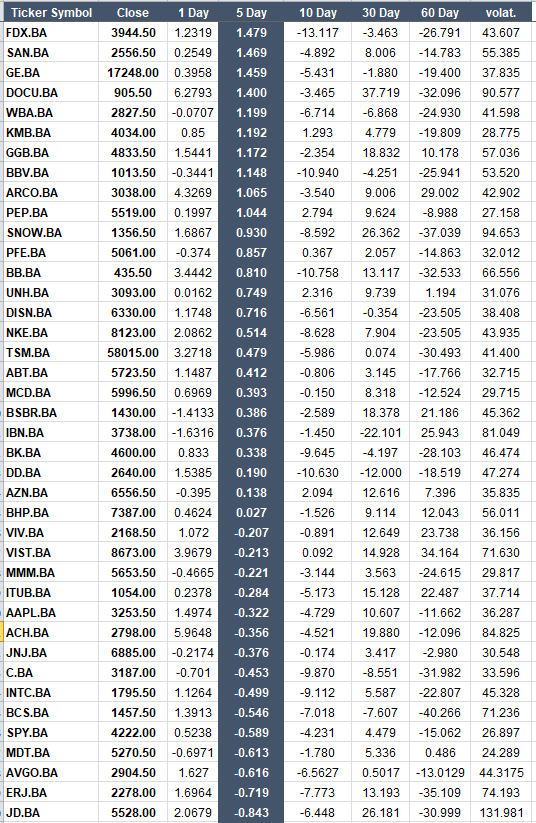 Ticker Symbol Close 1 Day 5 Day 10 Day 30 Day 60 Day volat.
FDX.BA 3944.50 1.2319 1.479 -13.117 -3.463 -26.791 43.607
SAN.BA 2556.50 0.2549 1.469 -4.892 8.006 -14.783 55.385
GE.BA 17248.00 0.3958 1.459 -5.431 -1.880 -19.400 37.835
DOCU.BA 905.50 6.2793 1.400 -3.465 37.719 -32.096 90.577
WBA.BA 2827.50 -0.0707 1.199 -6.714 -6.868 -24.930 41.598
KMB.BA 4034.00 0.85 1.192 1.293 4.779 -19.809 28.775
GGB.BA 4833.50 1.5441 1.172 -2.354 18.832 10.178 57.036
BBV.BA 1013.50 -0.3441 1.148 -10.940 -4.251 -25.941 53.520
ARCO.BA 3038.00 4.3269 1.065 -3.540 9.006 29.002 42.902
PEP.BA 5519.00 0.1997 1.044 2.794 9.624 -8.988 27.158
SNOW.BA 1356.50 1.6867 0.930 -8.592 26.362 -37.039 94.653
PFE.BA 5061.00 -0.374 0.857 0.367 2.057 -14.863 32.012
BB.BA 435.50 3.4442 0.810 -10.758 13.117 -32.533 66.556
UNH.BA 3093.00 0.0162 0.749 2.316 9.739 1.194 31.076
DISN.BA 6330.00 1.1748 0.716 -6.561 -0.354 -23.505 38.408
NKE.BA 8123.00 2.0862 0.514 -8.628 7.904 -23.505 43.935
TSM.BA 58015.00 3.2718 0.479 -5.986 0.074 -30.493 41.400
ABT.BA 5723.50 1.1487 0.412 -0.806 3.145 -17.766 32.715
MCD.BA 5996.50 0.6969 0.393 -0.150 8.318 -12.524 29.715
BSBR.BA 1430.00 -1.4133 0.386 -2.589 18.378 21.186 45.362
IBN.BA 3738.00 -1.6316 0.376 -1.450 -22.101 25.943 81.049
BK.BA 4600.00 0.833 0.338 -9.645 -4.197 -28.103 46.474
DD.BA 2640.00 1.5385 0.190 -10.630 -12.000 -18.519 47.274
AZN.BA 6556.50 -0.395 0.138 2.094 12.616 7.396 35.835
BHP.BA 7387.00 0.4624 0.027 -1.526 9.114 12.043 56.011
VIV.BA 2168.50 1.072 -0.207 -0.891 12.649 23.738 36.156
VIST.BA 8673.00 3.9679 -0.213 0.092 14.928 34.164 71.630
MMM.BA 5653.50 -0.4665 -0.221 -3.144 3.563 -24.615 29.817
ITUB.BA 1054.00 0.2378 -0.284 -5.173 15.128 22.487 37.714
AAPL.BA 3253.50 1.4974 -0.322 -4.729 10.607 -11.662 36.287
ACH.BA 2798.00 5.9648 -0.356 -4.521 19.880 -12.096 84.825
JNJ.BA 6885.00 -0.2174 -0.376 -0.174 3.417 -2.980 30.548
C.BA 3187.00 -0.701 -0.453 -9.870 -8.551 -31.982 33.596
INTC.BA 1795.50 1.1264 -0.499 -9.112 5.587 -22.807 45.328
BCS.BA 1457.50 1.3913 -0.546 -7.018 -7.607 -40.266 71.236
SPY.BA 4222.00 0.5238 -0.589 -4.231 4.479 -15.062 26.897
MDT.BA 5270.50 -0.6971 -0.613 -1.780 5.336 0.486 24.289
AVGO.BA 2904.50 1.627 -0.616 -6.5627 0.5017 -13.0129 44.3175
ERJ.BA 2278.00 1.6964 -0.719 -7.773 13.193 -35.109 74.193
JD.BA 5528.00 2.0679 -0.843 -6.448 26.181 -30.999 131.981